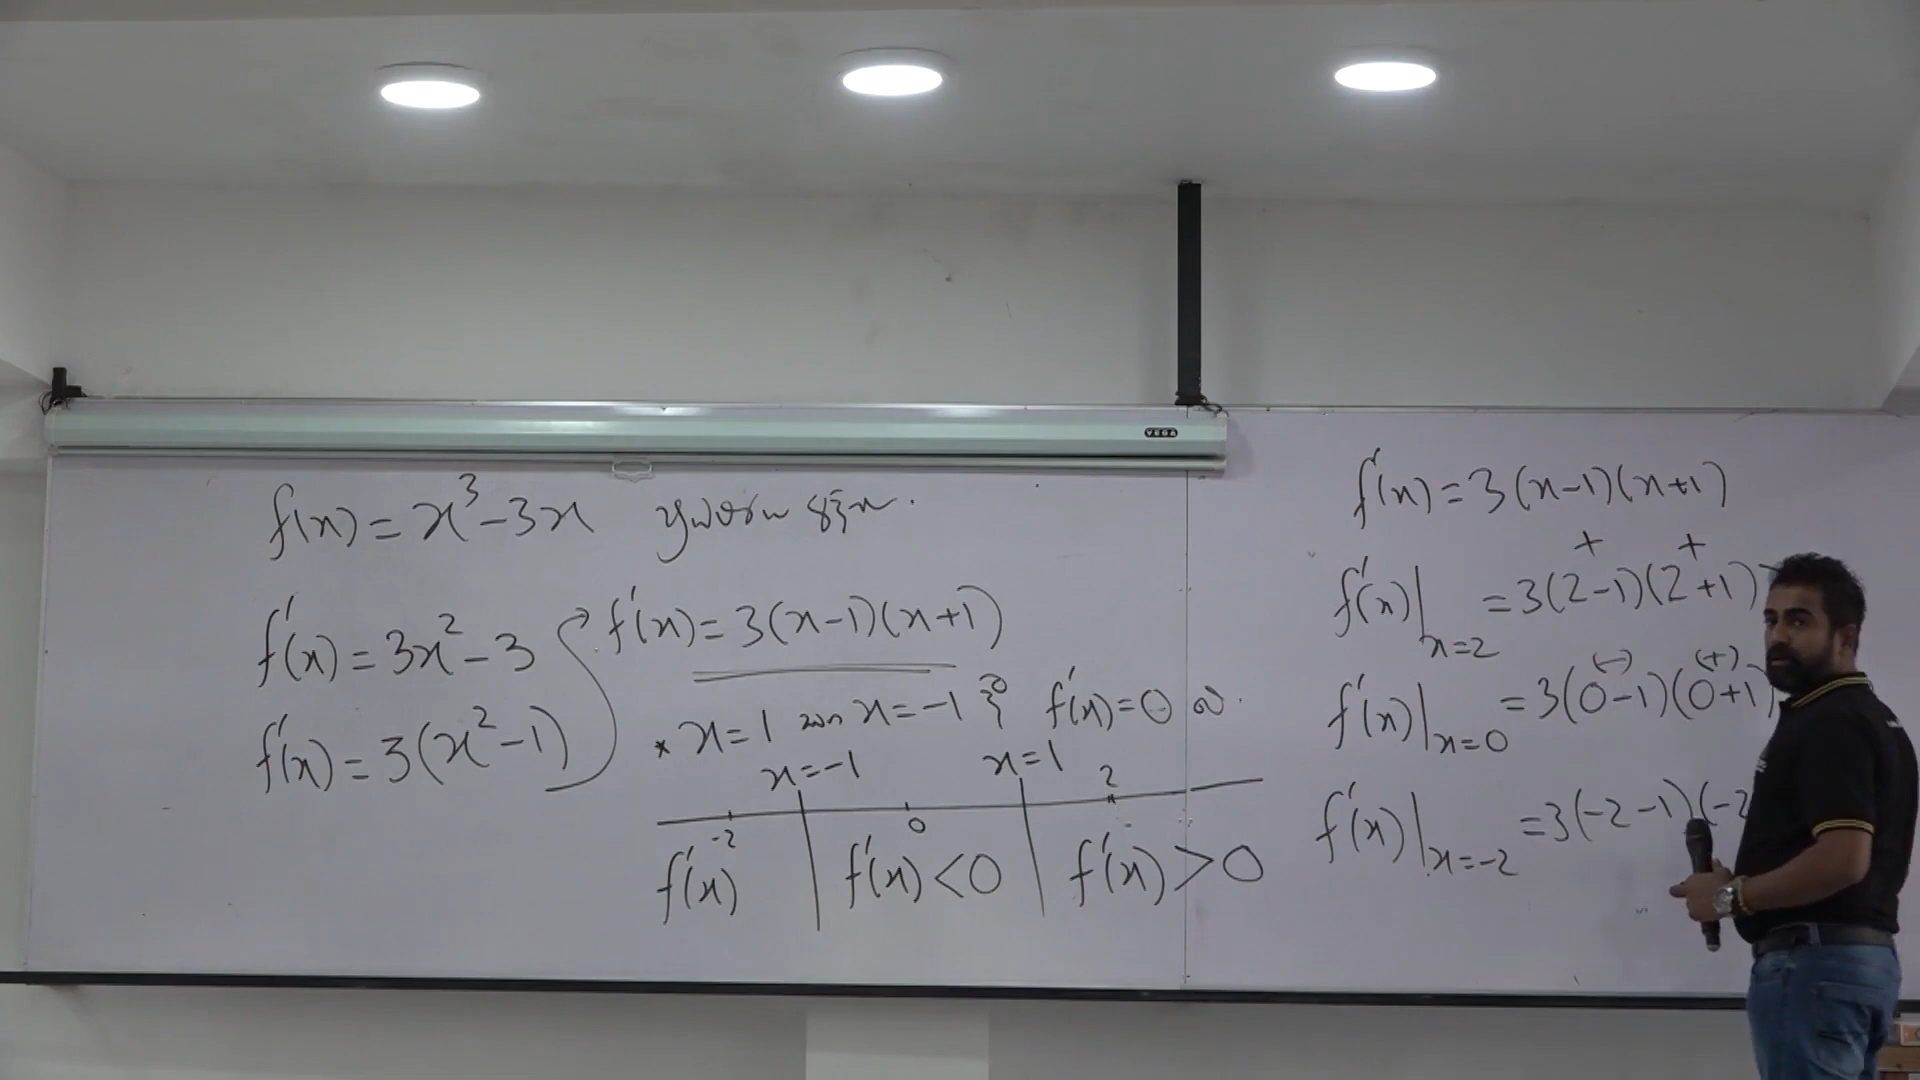 VEGA
f(x) = x³ - 3x
f'(x) = 3x² - 3
f'(x) = 3(x² - 1)
f'(x) = 3(x-1)(x+1)
* x = 1 x = -1 f'(x) = 0
x = -1 x = 1 2
-2 0
f'(x) f'(x) < 0 f'(x) > 0
f'(x) = 3(x-1)(x+1)
+ +
f'(x)|x=2 = 3(2-1)(2+1)
(-) (+)
f'(x)|x=0 = 3(0-1)(0+1)
f'(x)|x=-2 = 3(-2-1)(-2